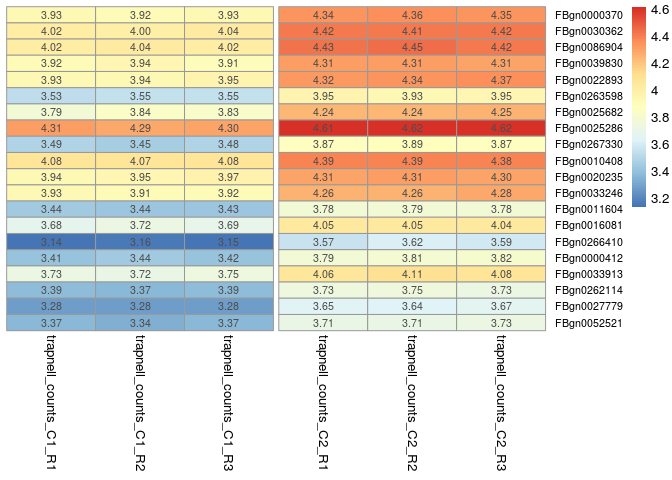 3.93 3.92 3.93 4.34 4.36 4.35 FBgn0000370
4.02 4.00 4.04 4.42 4.41 4.42 FBgn0030362
4.02 4.04 4.02 4.43 4.45 4.42 FBgn0086904
3.92 3.94 3.91 4.31 4.31 4.31 FBgn0039830
3.93 3.94 3.95 4.32 4.34 4.37 FBgn0022893
3.53 3.55 3.55 3.95 3.93 3.95 FBgn0263598
3.79 3.84 3.83 4.24 4.24 4.25 FBgn0025682
4.31 4.29 4.30 4.61 4.62 4.62 FBgn0025286
3.49 3.45 3.48 3.87 3.89 3.87 FBgn0267330
4.08 4.07 4.08 4.39 4.39 4.38 FBgn0010408
3.94 3.95 3.97 4.31 4.31 4.30 FBgn0020235
3.93 3.91 3.92 4.26 4.26 4.28 FBgn0033246
3.44 3.44 3.43 3.78 3.79 3.78 FBgn0011604
3.68 3.72 3.69 4.05 4.05 4.04 FBgn0016081
3.14 3.16 3.15 3.57 3.62 3.59 FBgn0266410
3.41 3.44 3.42 3.79 3.81 3.82 FBgn0000412
3.73 3.72 3.75 4.06 4.11 4.08 FBgn0033913
3.39 3.37 3.39 3.73 3.75 3.73 FBgn0262114
3.28 3.28 3.28 3.65 3.64 3.67 FBgn0027779
3.37 3.34 3.37 3.71 3.71 3.73 FBgn0052521
trapnell_counts_C1_R1
trapnell_counts_C1_R2
trapnell_counts_C1_R3
trapnell_counts_C2_R1
trapnell_counts_C2_R2
trapnell_counts_C2_R3
4.6
4.4
4.2
4
3.8
3.6
3.4
3.2